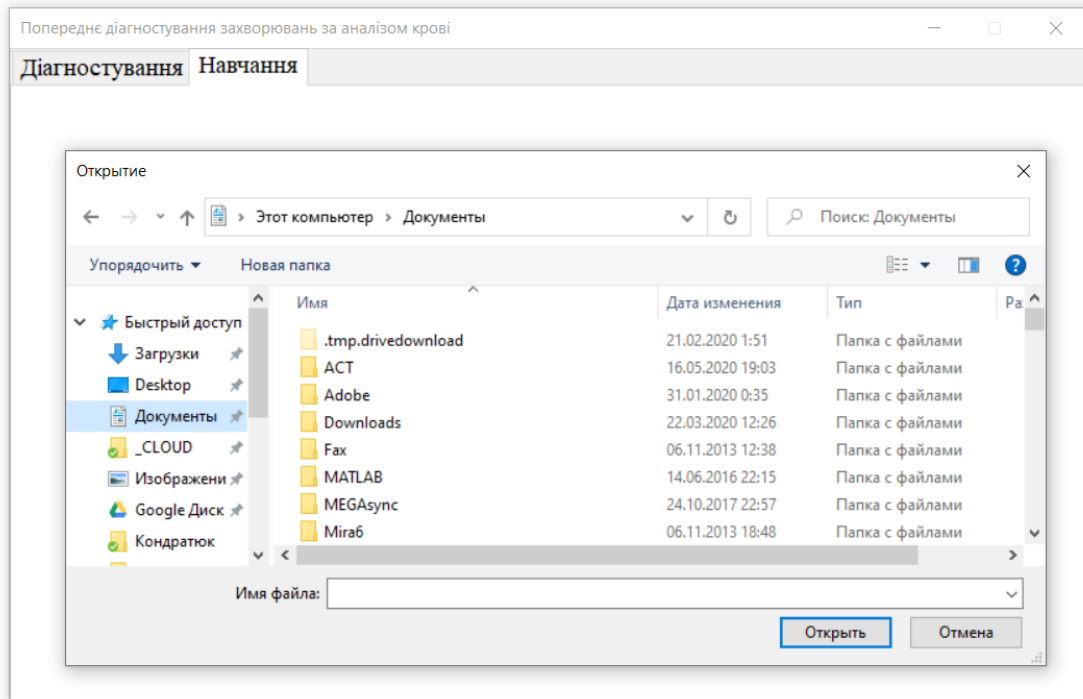 Попереднє діагностування захворювань за аналізом крові
Діагностування Навчання
Открытие
Этот компьютер › Документы
Поиск: Документы
Упорядочить Новая папка
Имя Дата изменения Тип Ра
Быстрый доступ
Загрузки
Desktop
Документы
_CLOUD
Изображени
Google Диск
Кондратюк
.tmp.drivedownload 21.02.2020 1:51 Папка с файлами
ACT 16.05.2020 19:03 Папка с файлами
Adobe 31.01.2020 0:35 Папка с файлами
Downloads 22.03.2020 12:26 Папка с файлами
Fax 06.11.2013 12:38 Папка с файлами
MATLAB 14.06.2016 22:15 Папка с файлами
MEGAsync 24.10.2017 22:57 Папка с файлами
Mira6 06.11.2013 18:48 Папка с файлами
Имя файла:
Открыть Отмена